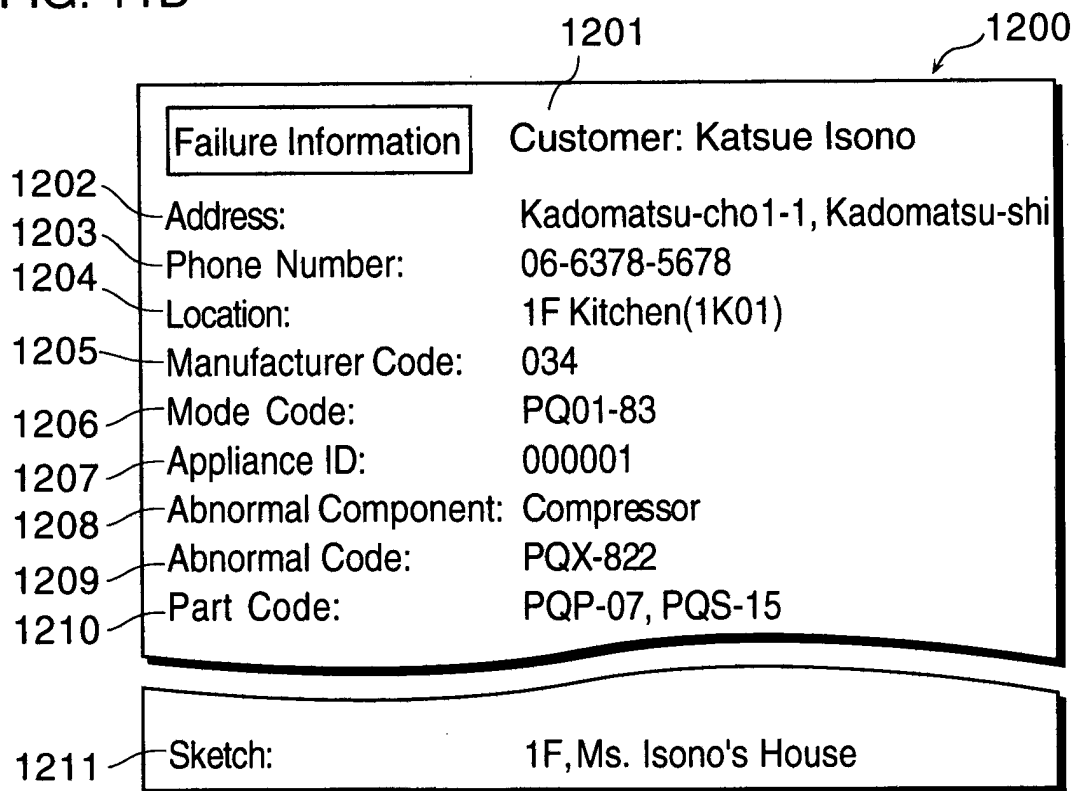 1201
1200
Failure Information Customer: Katsue Isono
1202 Address: Kadomatsu-cho1-1, Kadomatsu-shi
1203 Phone Number: 06-6378-5678
1204 Location: 1F Kitchen(1K01)
1205 Manufacturer Code: 034
1206 Mode Code: PQ01-83
1207 Appliance ID: 000001
1208 Abnormal Component: Compressor
1209 Abnormal Code: PQX-822
1210 Part Code: PQP-07, PQS-15
1211 Sketch: 1F,Ms. Isono's House